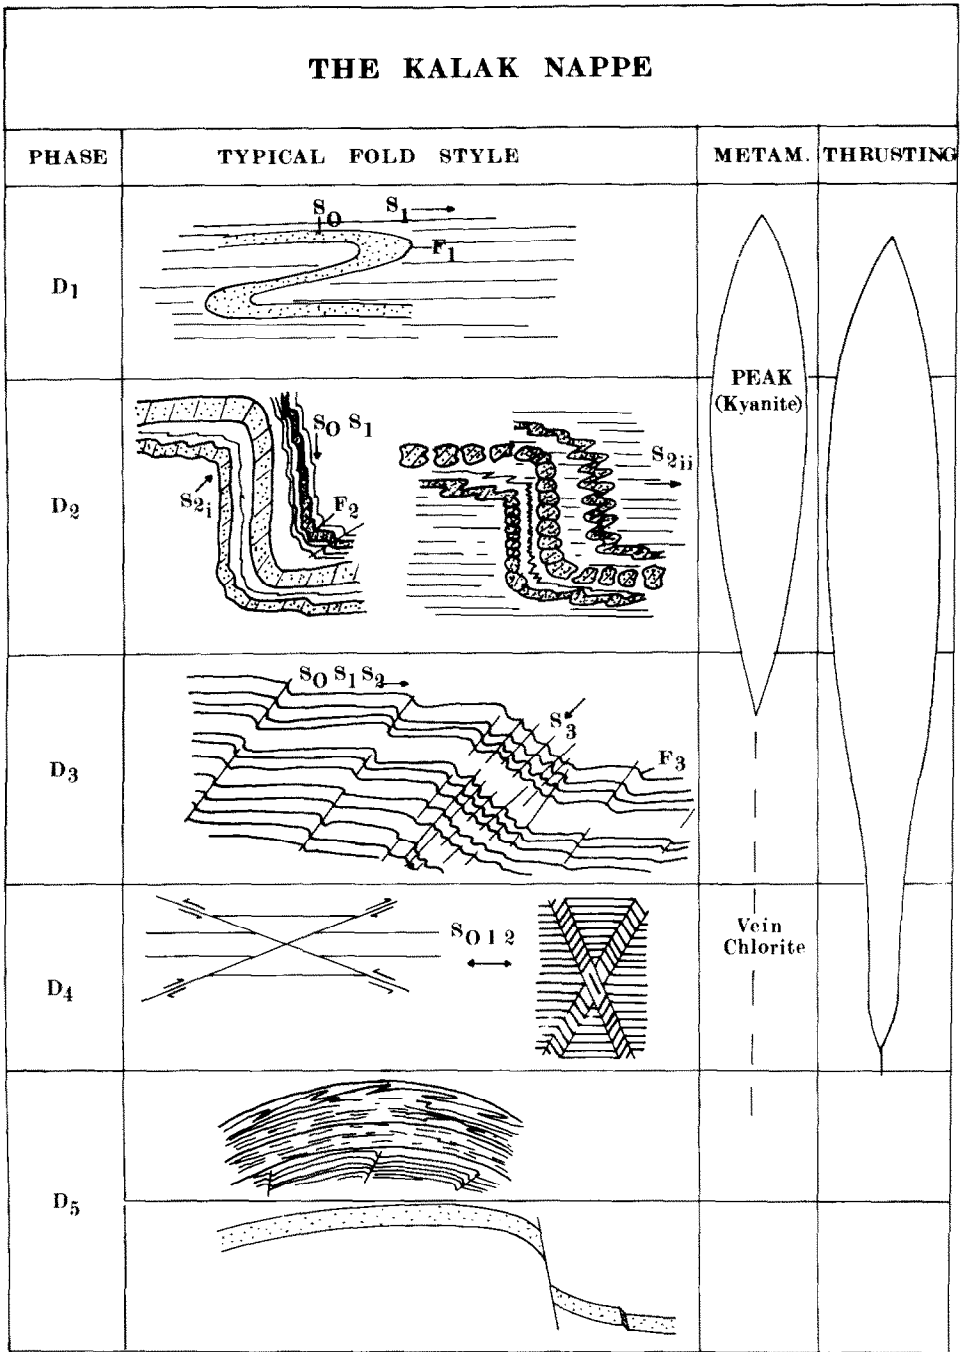 THE KALAK NAPPE
PHASE TYPICAL FOLD STYLE METAM. THRUSTING
D1
S0 S1
F1
PEAK
(Kyanite)
D2
S0 S1
S2i
F2
S2ii
D3
S0 S1 S2
S3
F3
D4
S0 1 2
Vein
Chlorite
D5